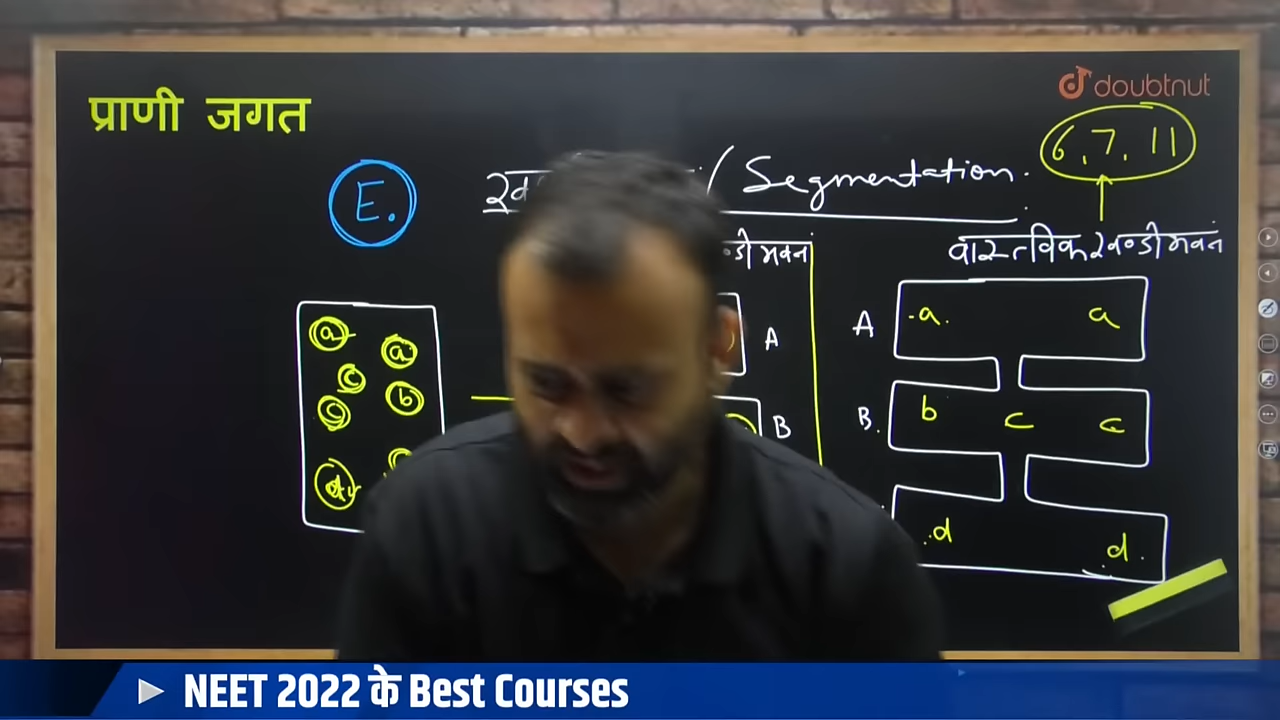 doubtnut
प्राणी जगत
6, 7, 11
E.
/ Segmentation.
वास्तविक खण्डीभवन
a
a
c
b
c
A
B
A
.a.
a
B.
b
c
c
.d
d.
NEET 2022 के Best Courses